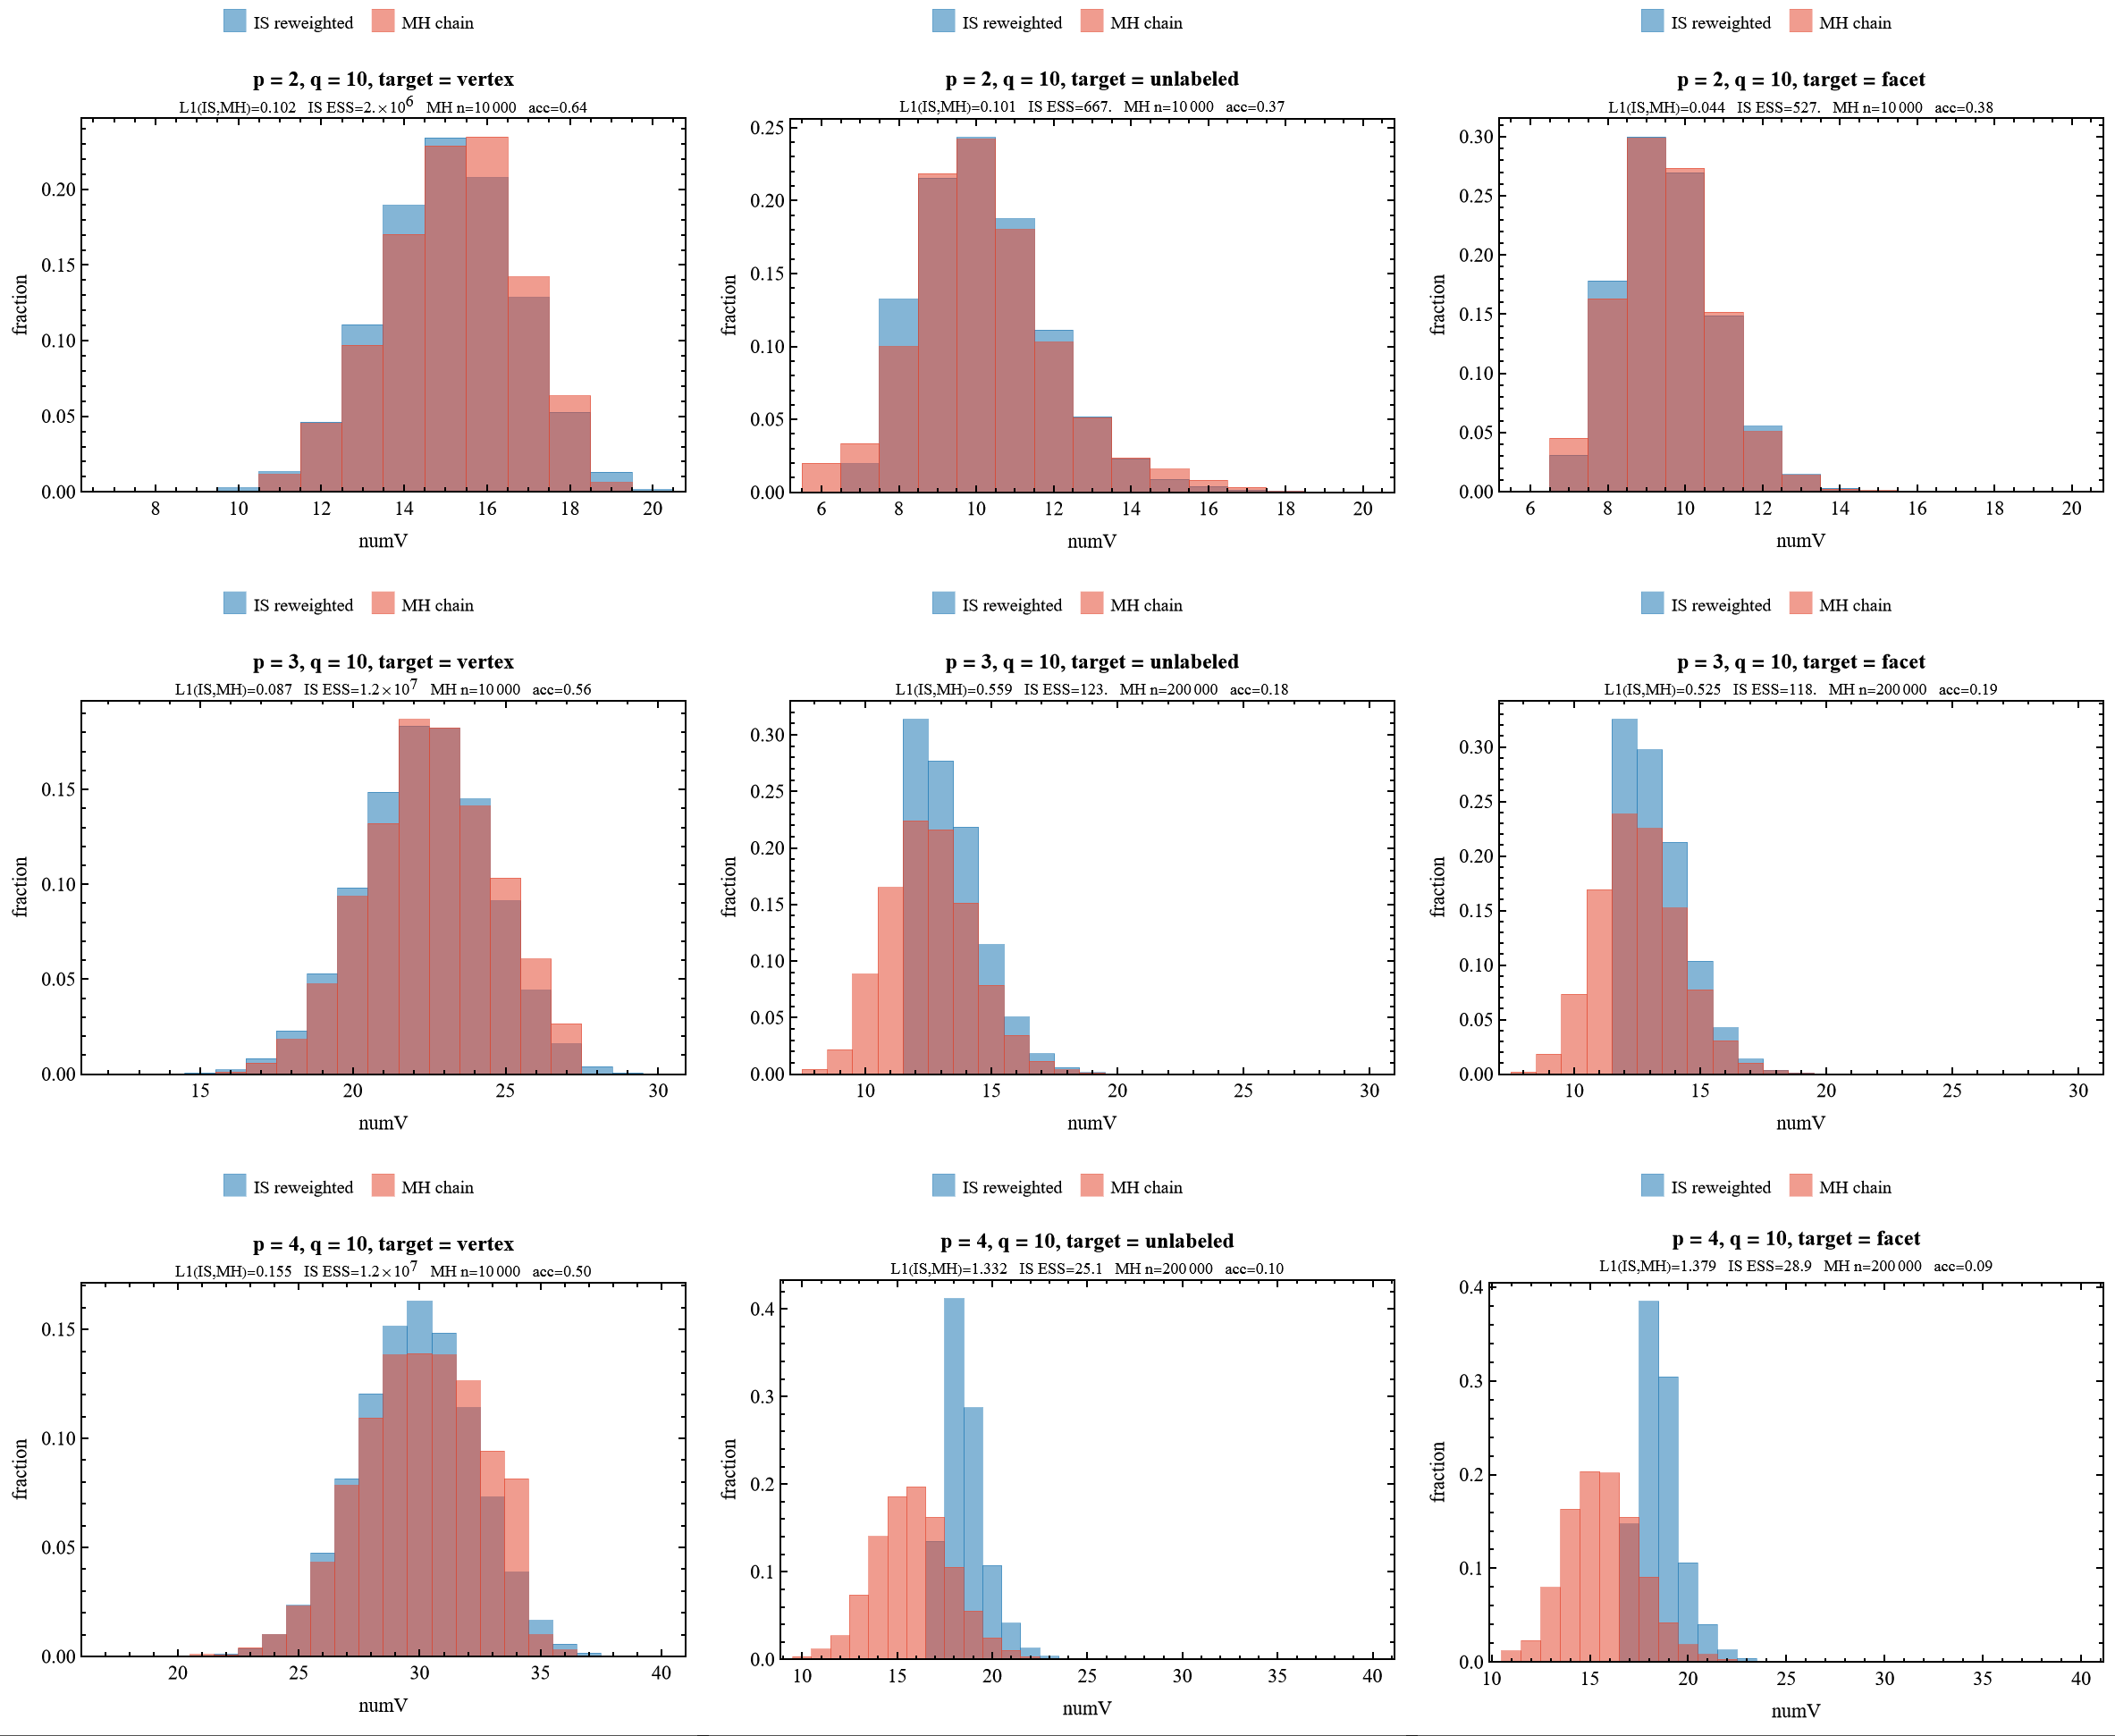 IS reweighted MH chain
p = 2, q = 10, target = vertex
L1(IS,MH)=0.102 IS ESS=2.×10^6 MH n=10 000 acc=0.64
fraction
0.20
0.15
0.10
0.05
0.00
8 10 12 14 16 18 20
numV
IS reweighted MH chain
p = 2, q = 10, target = unlabeled
L1(IS,MH)=0.101 IS ESS=667. MH n=10 000 acc=0.37
fraction
0.25
0.20
0.15
0.10
0.05
0.00
6 8 10 12 14 16 18 20
numV
IS reweighted MH chain
p = 2, q = 10, target = facet
L1(IS,MH)=0.044 IS ESS=527. MH n=10 000 acc=0.38
fraction
0.30
0.25
0.20
0.15
0.10
0.05
0.00
6 8 10 12 14 16 18 20
numV
IS reweighted MH chain
p = 3, q = 10, target = vertex
L1(IS,MH)=0.087 IS ESS=1.2×10^7 MH n=10 000 acc=0.56
fraction
0.15
0.10
0.05
0.00
15 20 25 30
numV
IS reweighted MH chain
p = 3, q = 10, target = unlabeled
L1(IS,MH)=0.559 IS ESS=123. MH n=200 000 acc=0.18
fraction
0.30
0.25
0.20
0.15
0.10
0.05
0.00
10 15 20 25 30
numV
IS reweighted MH chain
p = 3, q = 10, target = facet
L1(IS,MH)=0.525 IS ESS=118. MH n=200 000 acc=0.19
fraction
0.30
0.25
0.20
0.15
0.10
0.05
0.00
10 15 20 25 30
numV
IS reweighted MH chain
p = 4, q = 10, target = vertex
L1(IS,MH)=0.155 IS ESS=1.2×10^7 MH n=10 000 acc=0.50
fraction
0.15
0.10
0.05
0.00
20 25 30 35 40
numV
IS reweighted MH chain
p = 4, q = 10, target = unlabeled
L1(IS,MH)=1.332 IS ESS=25.1 MH n=200 000 acc=0.10
fraction
0.4
0.3
0.2
0.1
0.0
10 15 20 25 30 35 40
numV
IS reweighted MH chain
p = 4, q = 10, target = facet
L1(IS,MH)=1.379 IS ESS=28.9 MH n=200 000 acc=0.09
fraction
0.4
0.3
0.2
0.1
0.0
10 15 20 25 30 35 40
numV